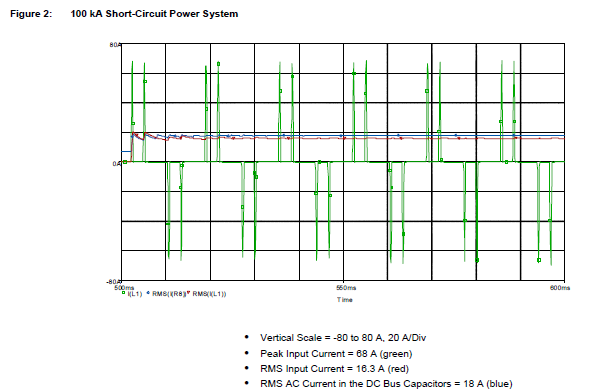 Figure 2: 100 kA Short-Circuit Power System
80A
0A
-80A
500ms 550ms 600ms
I(L1) RMS(I(R8)) RMS(I(L1))
Time
• Vertical Scale = -80 to 80 A, 20 A/Div
• Peak Input Current = 68 A (green)
• RMS Input Current = 16.3 A (red)
• RMS AC Current in the DC Bus Capacitors = 18 A (blue)